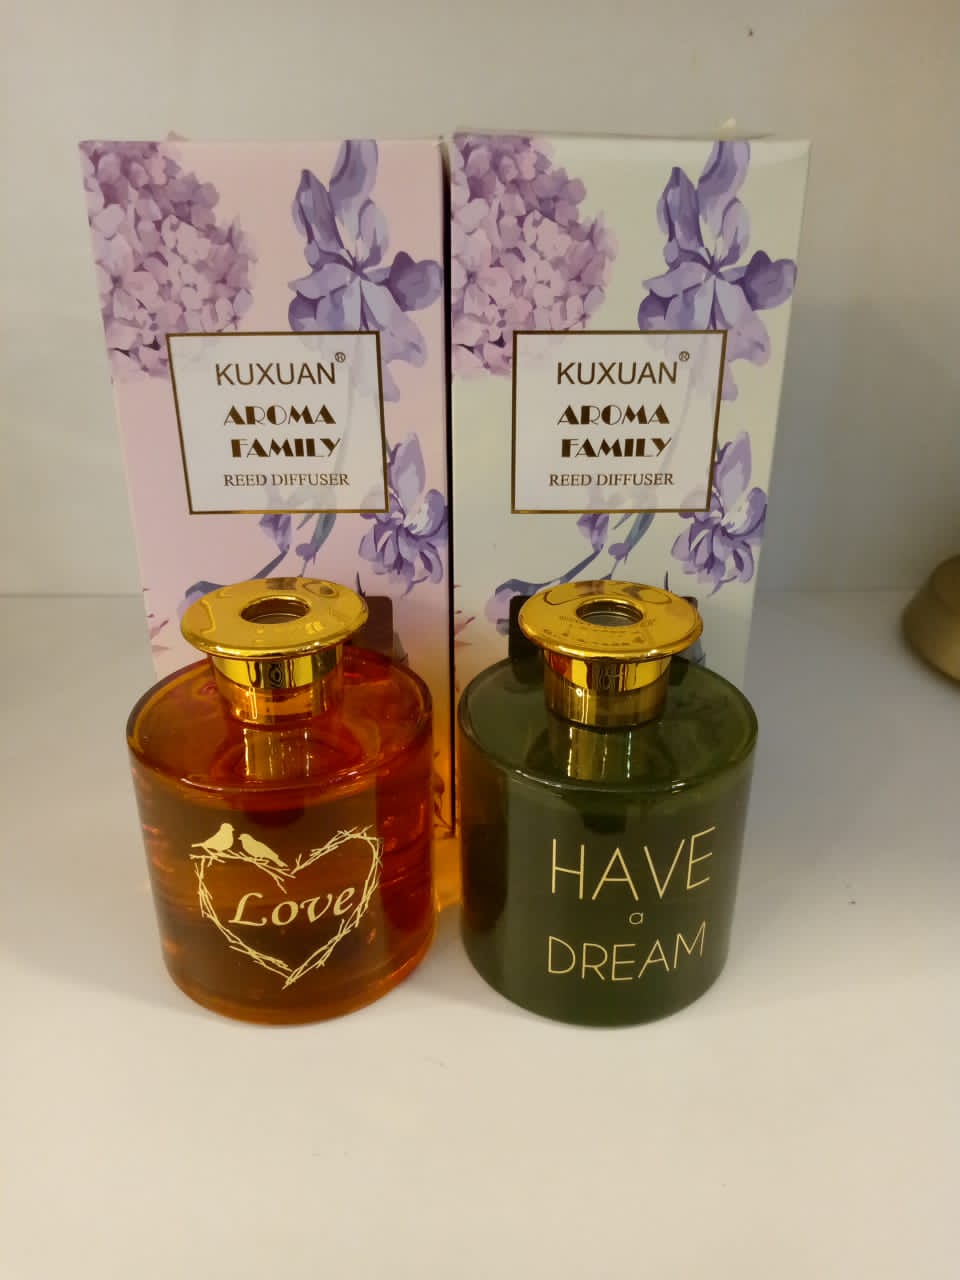 KUXUAN®
AROMA
FAMILY
REED DIFFUSER
KUXUAN®
AROMA
FAMILY
REED DIFFUSER
Love
HAVE
a
DREAM